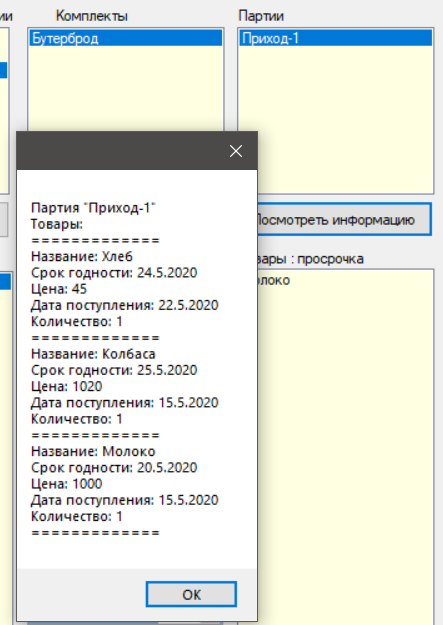 ии
Комплекты
Партии
Бутерброд
Приход-1
Партия "Приход-1"
Товары:
=============
Название: Хлеб
Срок годности: 24.5.2020
Цена: 45
Дата поступления: 22.5.2020
Количество: 1
=============
Название: Колбаса
Срок годности: 25.5.2020
Цена: 1020
Дата поступления: 15.5.2020
Количество: 1
=============
Название: Молоко
Срок годности: 20.5.2020
Цена: 1000
Дата поступления: 15.5.2020
Количество: 1
=============
OK
Посмотреть информацию
вары : просрочка
олоко